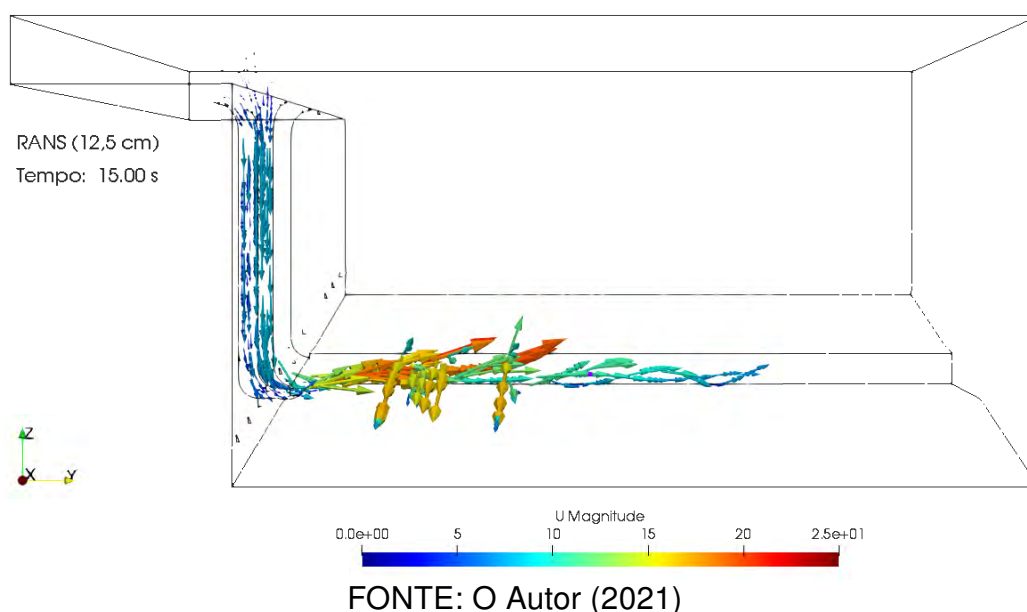 RANS (12,5 cm)
Tempo: 15.00 s
Z
X Y
U Magnitude
0.0e+00 5 10 15 20 2.5e+01
FONTE: O Autor (2021)